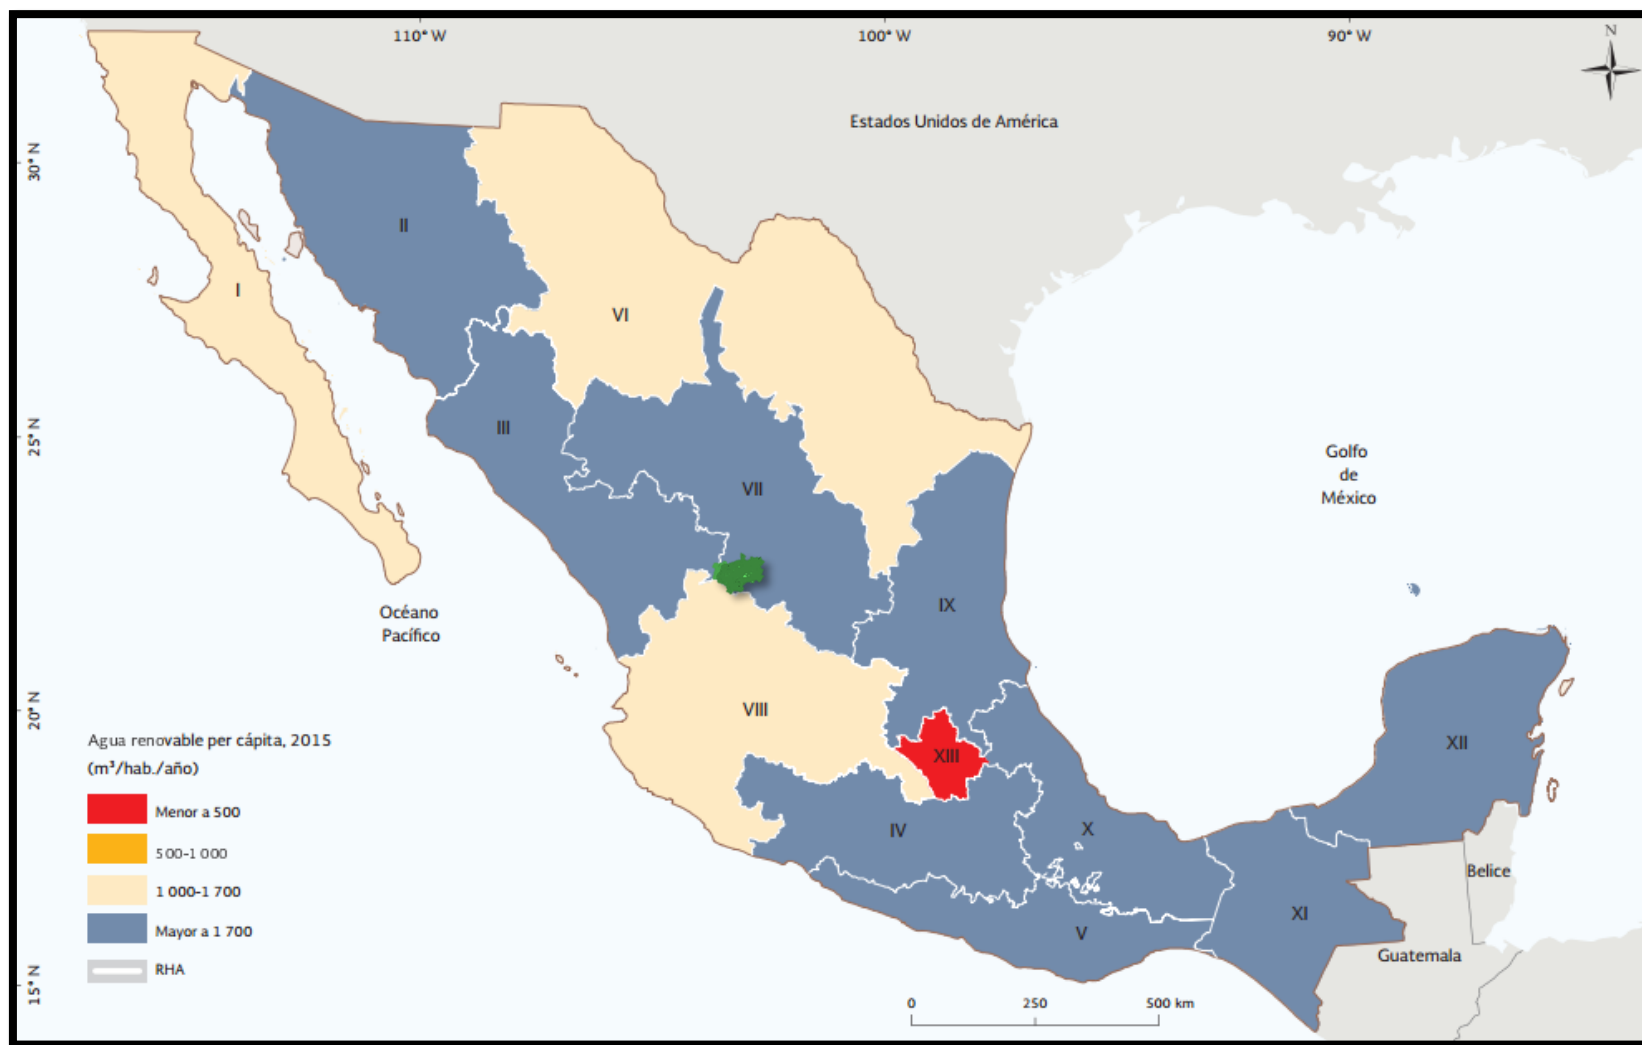 110° W
100° W
90° W
N
Estados Unidos de América
30° N
II
I
VI
III
25° N
Golfo
de
México
VII
IX
Océano
Pacífico
20° N
VIII
XIII
XII
Agua renovable per cápita, 2015
(m³/hab./año)
Menor a 500
500-1 000
1 000-1 700
Mayor a 1 700
RHA
IV
X
Belice
XI
V
Guatemala
15° N
0 250 500 km